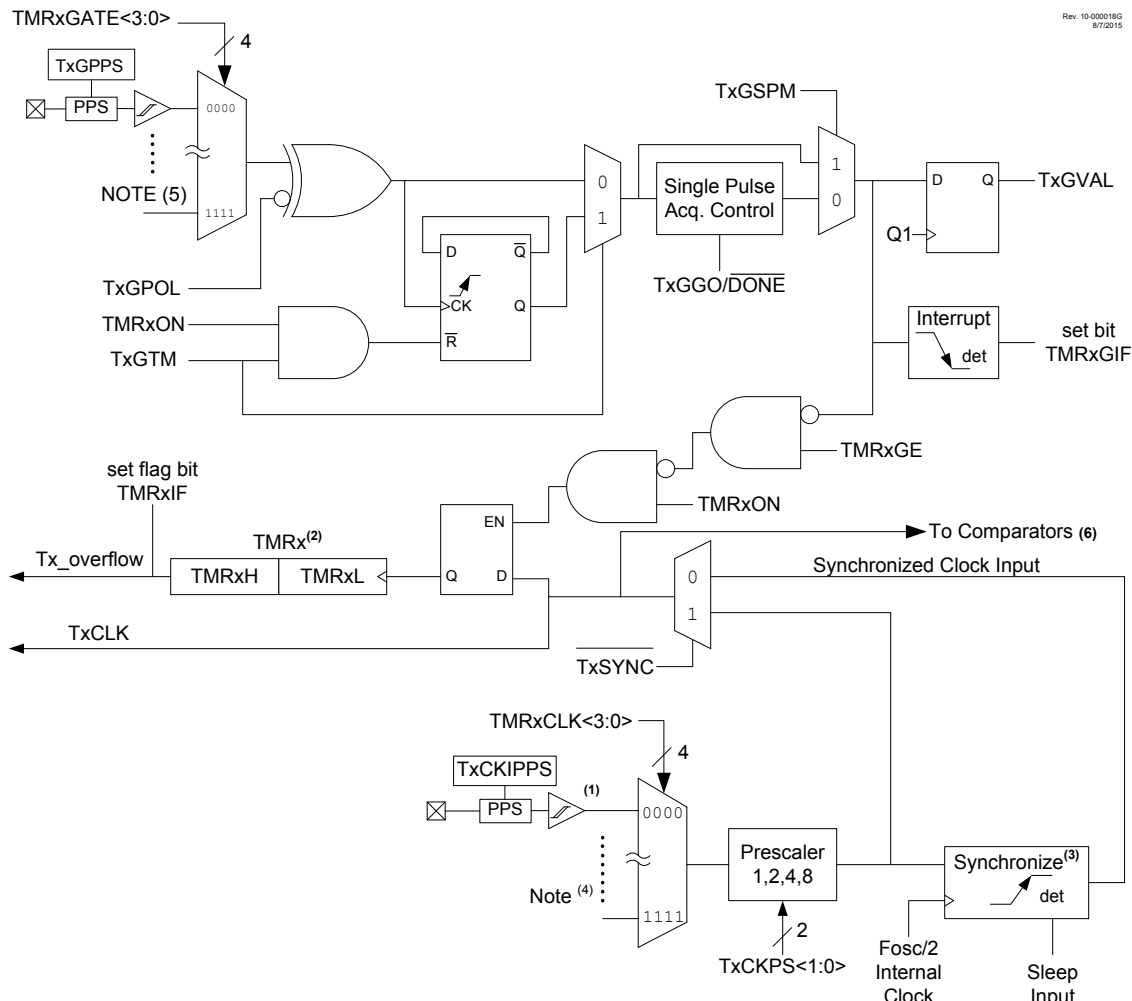 Rev. 10-000018G
8/7/2015
TMRxGATE<3:0>
4
TxGPPS
PPS
0000
NOTE (5)
1111
TxGPOL
TMRxON
TxGTM
D
Q
CK
Q
R
0
1
Single Pulse
Acq. Control
TxGGO/DONE
TxGSPM
1
0
D
Q
Q1
TxGVAL
Interrupt
det
set bit
TMRxGIF
TMRxGE
TMRxON
set flag bit
TMRxIF
Tx_overflow
TMRx(2)
TMRxH
TMRxL
EN
Q
D
TxCLK
To Comparators (6)
Synchronized Clock Input
0
1
TxSYNC
TMRxCLK<3:0>
4
TxCKIPPS
PPS
(1)
0000
Note (4)
1111
Prescaler
1,2,4,8
2
TxCKPS<1:0>
Synchronize(3)
det
Fosc/2
Internal
Clock
Sleep
Input